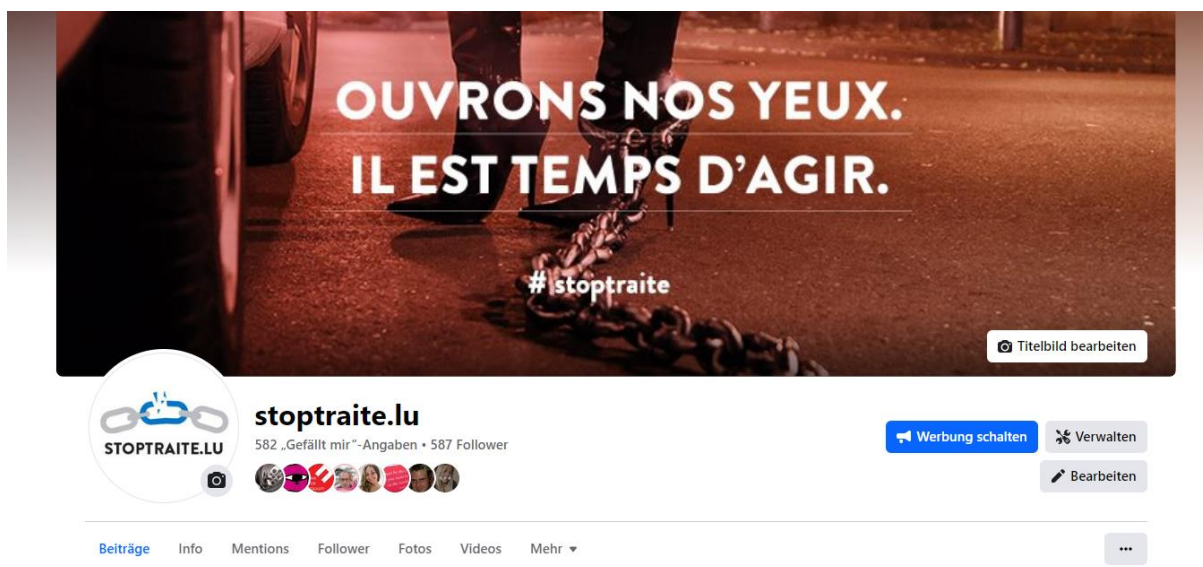 OUVRONS NOS YEUX.
IL EST TEMPS D'AGIR.
# stoptraite
Titelbild bearbeiten
STOPTRAITE.LU
stoptraite.lu
582 „Gefällt mir“-Angaben • 587 Follower
Werbung schalten
Verwalten
Bearbeiten
Beiträge Info Mentions Follower Fotos Videos Mehr